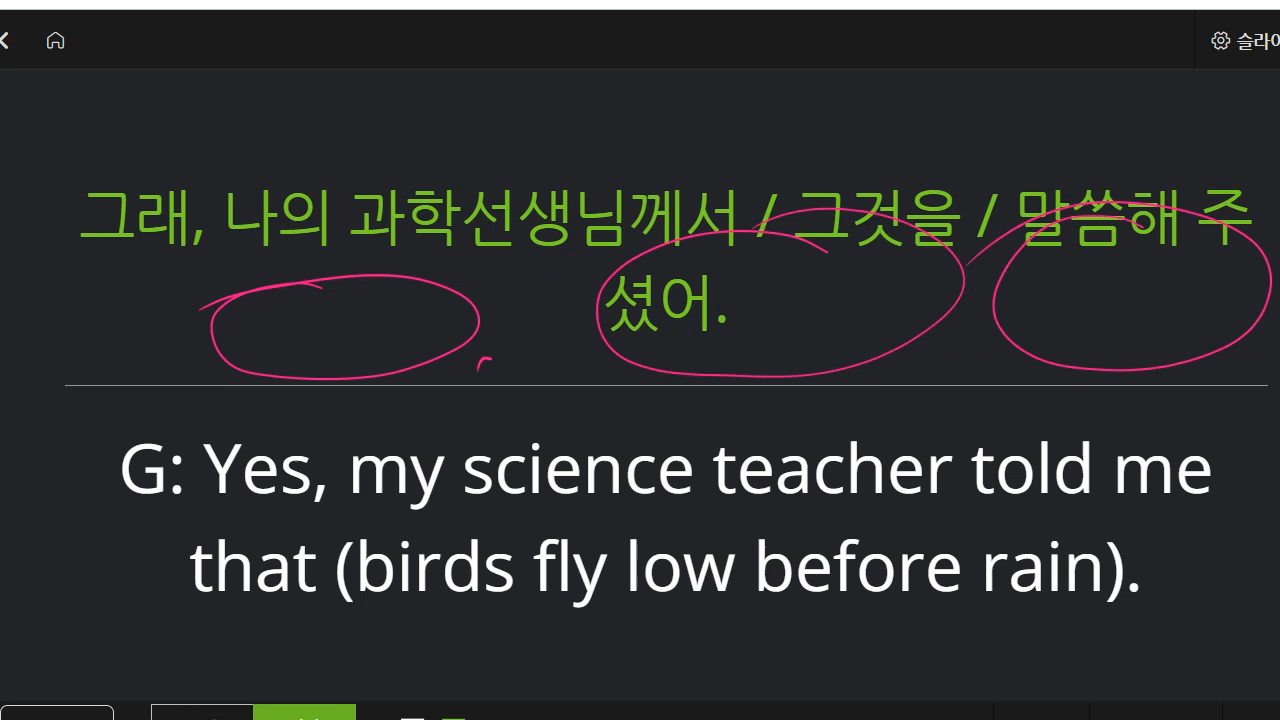 슬라이
그래, 나의 과학선생님께서 / 그것을 / 말씀해 주
셨어.
G: Yes, my science teacher told me
that (birds fly low before rain).